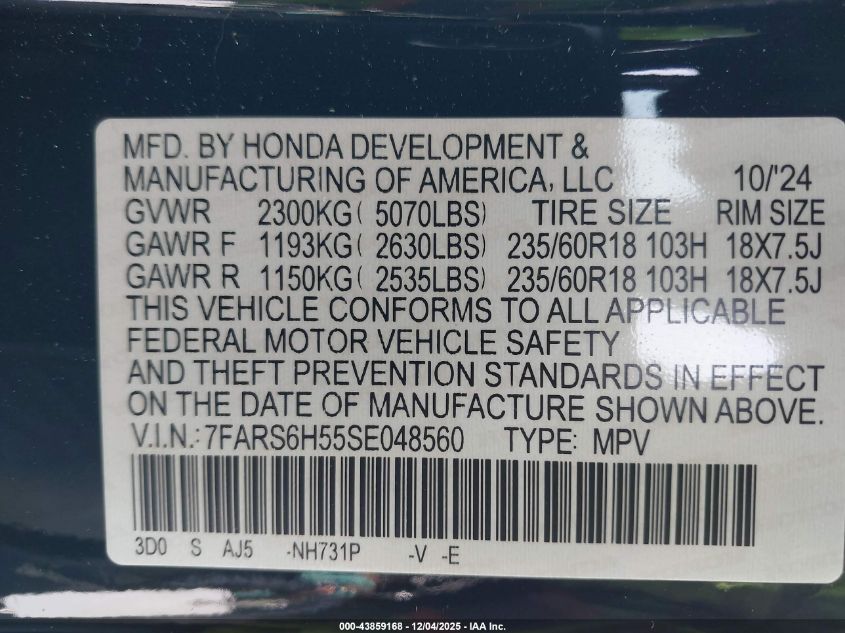 MFD. BY HONDA DEVELOPMENT &
MANUFACTURING OF AMERICA, LLC 10/'24
GVWR 2300KG( 5070LBS) TIRE SIZE RIM SIZE
GAWR F 1193KG( 2630LBS) 235/60R18 103H 18X7.5J
GAWR R 1150KG( 2535LBS) 235/60R18 103H 18X7.5J
THIS VEHICLE CONFORMS TO ALL APPLICABLE
FEDERAL MOTOR VEHICLE SAFETY
AND THEFT PREVENTION STANDARDS IN EFFECT
ON THE DATE OF MANUFACTURE SHOWN ABOVE.
V.I.N.: 7FARS6H55SE048560 TYPE: MPV
3D0 S AJ5 -NH731P -V -E
000-43859168 - 12/04/2025 - IAA Inc.